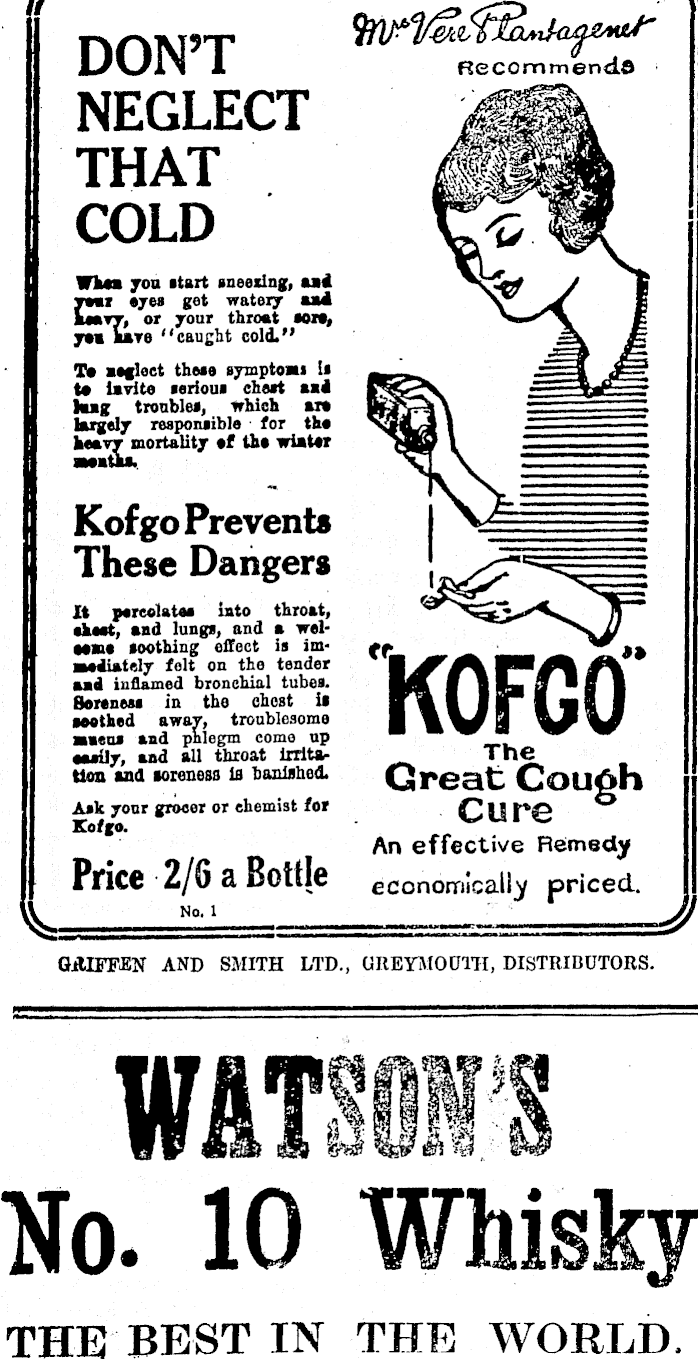 DON'T
NEGLECT
THAT
COLD
When you start sneezing, and
your eyes get watery and
heavy, or your throat sore,
you have "caught cold."
To neglect these symptoms is
to invite serious chest and
lung troubles, which are
largely responsible for the
heavy mortality of the winter
months.
Kofgo Prevents
These Dangers
It percolates into throat,
chest, and lungs, and a wel-
come soothing effect is im-
mediately felt on the tender
and inflamed bronchial tubes.
Soreness in the chest is
soothed away, troublesome
mucus and phlegm come up
easily, and all throat irrita-
tion and soreness is banished.
Ask your grocer or chemist for
Kofgo.
Price 2/6 a Bottle
No. 1
Mrs Vere Plantagenet
Recommends
"KOFGO"
The
Great Cough
Cure
An effective Remedy
economically priced.
GRIFFEN AND SMITH LTD., GREYMOUTH, DISTRIBUTORS.
WATSON'S
No. 10 Whisky
THE BEST IN THE WORLD.